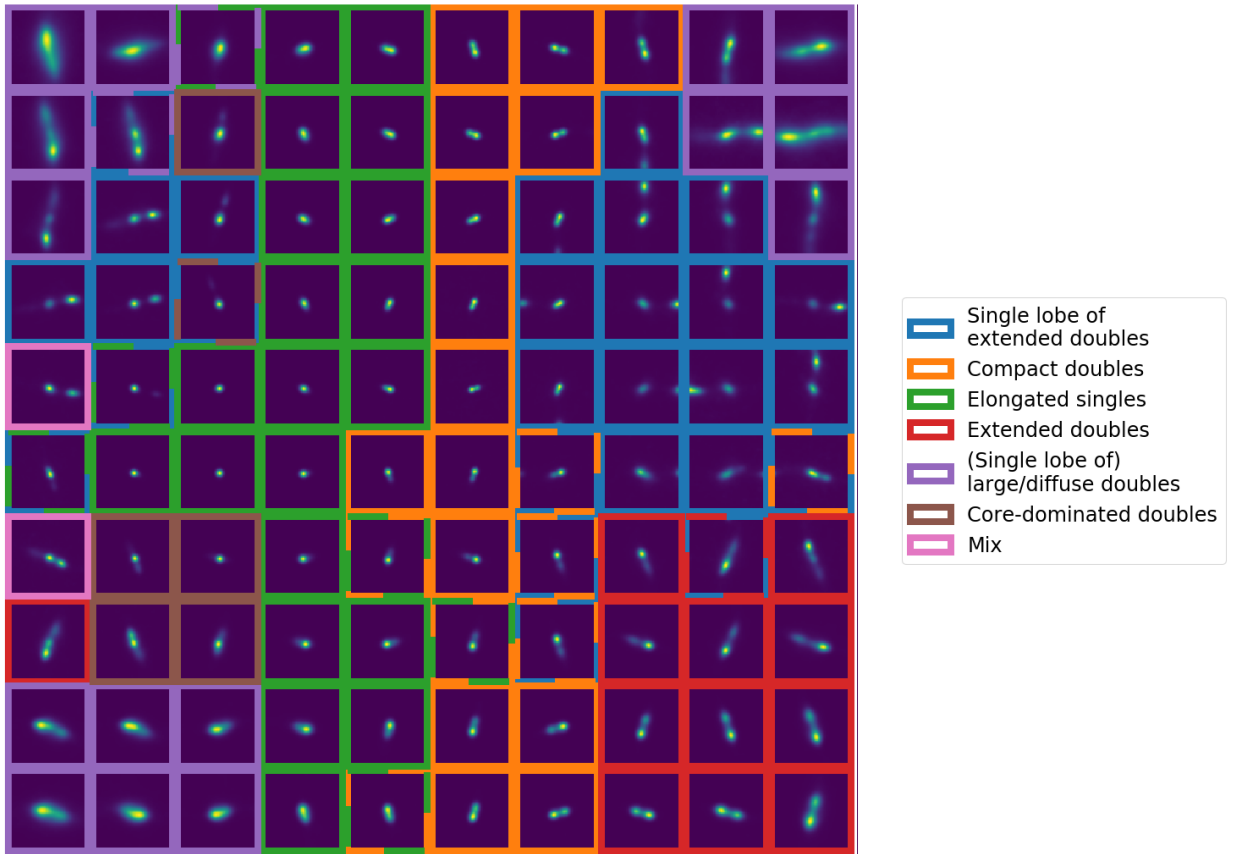 Single lobe of
extended doubles
Compact doubles
Elongated singles
Extended doubles
(Single lobe of)
large/diffuse doubles
Core-dominated doubles
Mix